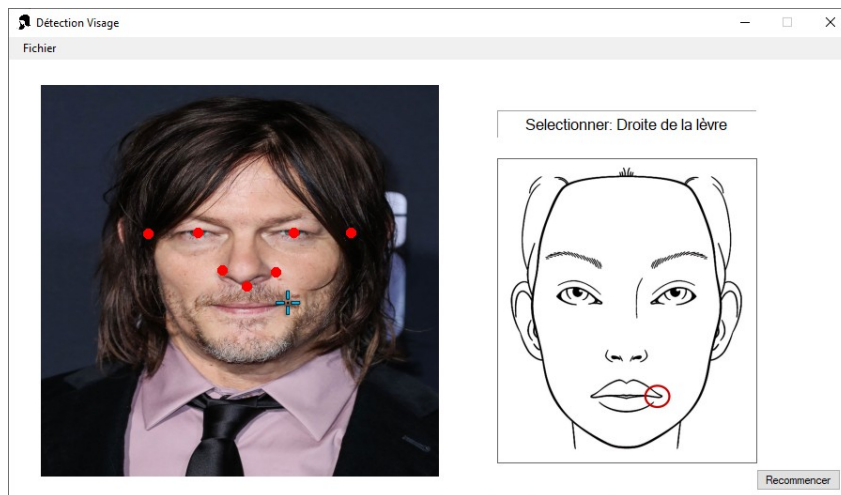 Détection Visage
Fichier
Selectionner: Droite de la lèvre
Recommencer